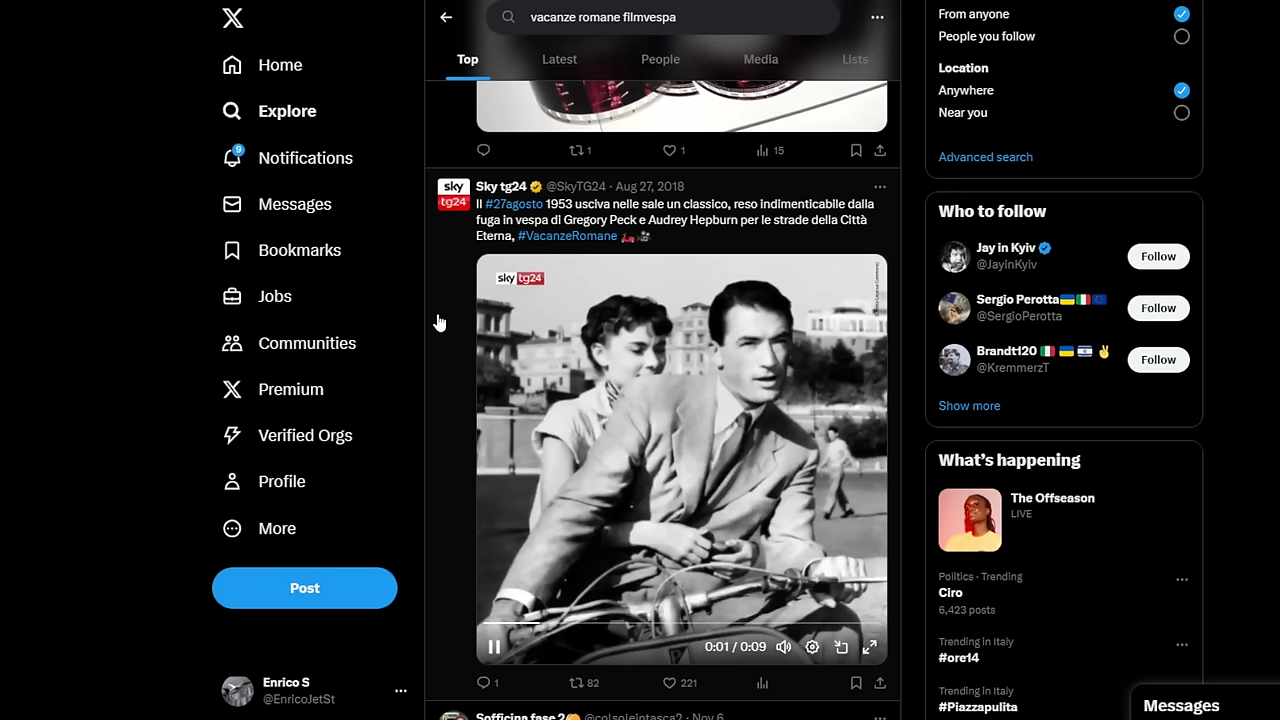 vacanze romane filmvespa
Top
Latest
People
Media
Lists
Home
Explore
9
Notifications
Messages
Bookmarks
Jobs
Communities
Premium
Verified Orgs
Profile
More
Post
Enrico S
@EnricoJetSt
1
1
15
sky tg24
Sky tg24 @SkyTG24 · Aug 27, 2018
Il #27agosto 1953 usciva nelle sale un classico, reso indimenticabile dalla
fuga in vespa di Gregory Peck e Audrey Hepburn per le strade della Città
Eterna, #VacanzeRomane
sky tg24
0:01 / 0:09
1
82
221
Sofficina fase 2 @colsoleintasca2 · Nov 6
From anyone
People you follow
Location
Anywhere
Near you
Advanced search
Who to follow
Jay in Kyiv
@JayinKyiv
Follow
Sergio Perotta
@SergioPerotta
Follow
Brandt120
@KremmerzT
Follow
Show more
What's happening
The Offseason
LIVE
Politics · Trending
Ciro
6,423 posts
Trending in Italy
#ore14
Trending in Italy
#Piazzapulita
Messages